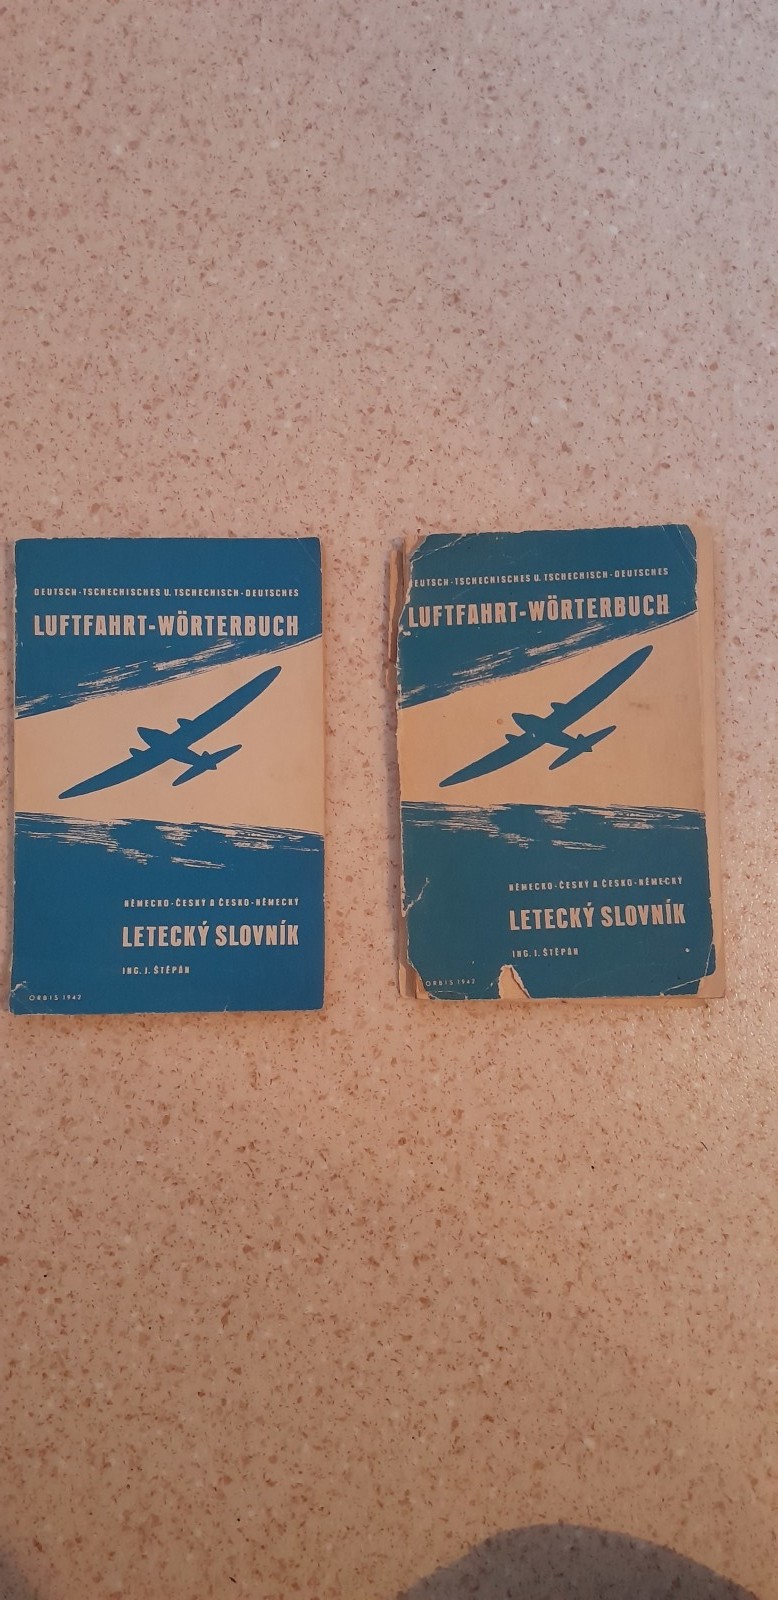 DEUTSCH-TSCHECHISCHES U. TSCHECHISCH-DEUTSCHES
LUFTFAHRT-WÖRTERBUCH
NĚMECKO-ČESKÝ A ČESKO-NĚMECKÝ
LETECKÝ SLOVNÍK
ING. J. ŠTĚPÁN
ORBIS 1942
DEUTSCH-TSCHECHISCHES U. TSCHECHISCH-DEUTSCHES
LUFTFAHRT-WÖRTERBUCH
NĚMECKO-ČESKÝ A ČESKO-NĚMECKÝ
LETECKÝ SLOVNÍK
ING. J. ŠTĚPÁN
ORBIS 1942